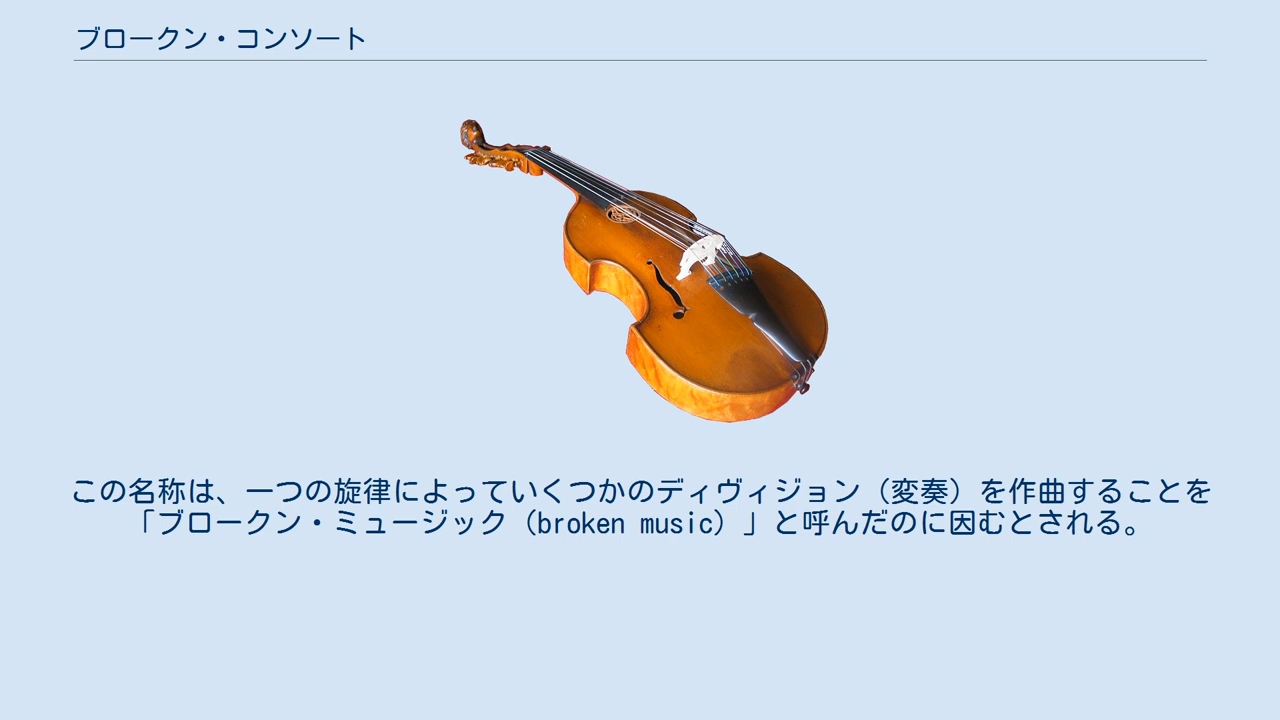 ブロークン・コンソート
この名称は、一つの旋律によっていくつかのディヴィジョン（変奏）を作曲することを
「ブロークン・ミュージック（broken music）」と呼んだのに因むとされる。